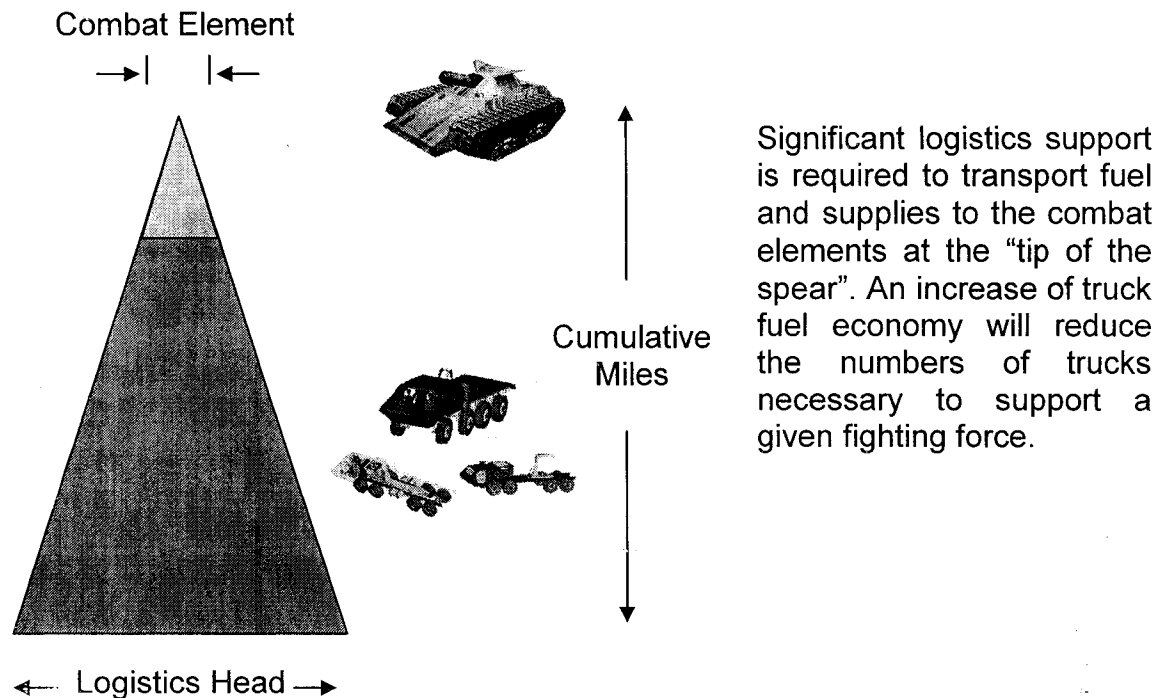 Combat Element
Significant logistics support
is required to transport fuel
and supplies to the combat
elements at the “tip of the
spear”. An increase of truck
fuel economy will reduce
the numbers of trucks
necessary to support a
given fighting force.
Cumulative
Miles
Logistics Head